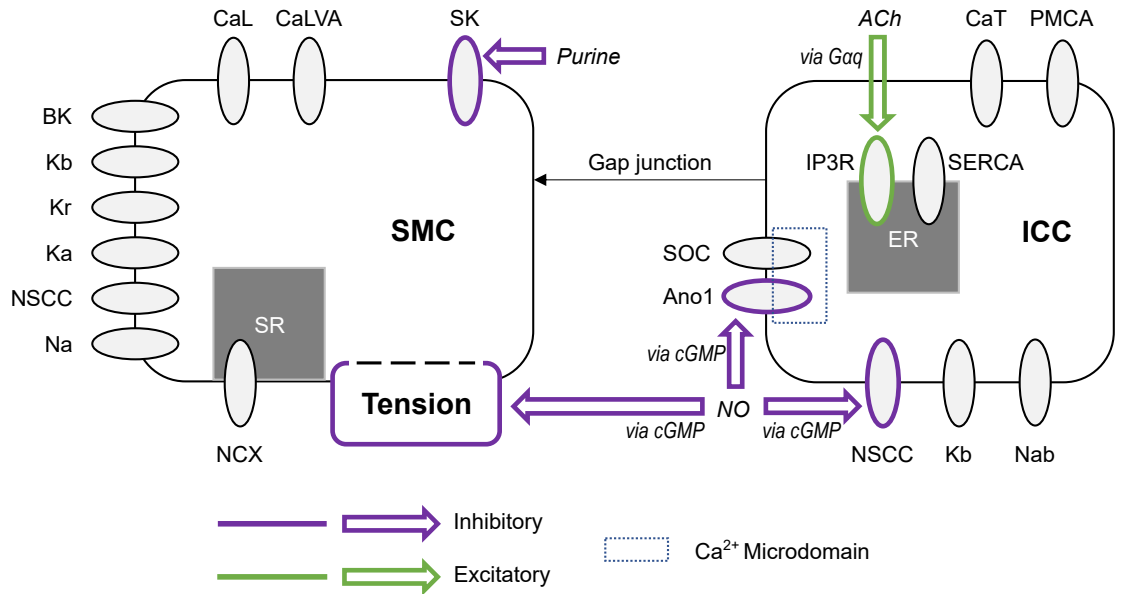 CaL
CaLVA
SK
ACh
CaT
PMCA
Purine
via Gαq
BK
Kb
Kr
Ka
NSCC
Na
SMC
SR
Tension
NCX
Gap junction
IP3R
SERCA
ER
ICC
SOC
Ano1
via cGMP
NO
via cGMP
via cGMP
NSCC
Kb
Nab
Inhibitory
Excitatory
Ca²⁺ Microdomain